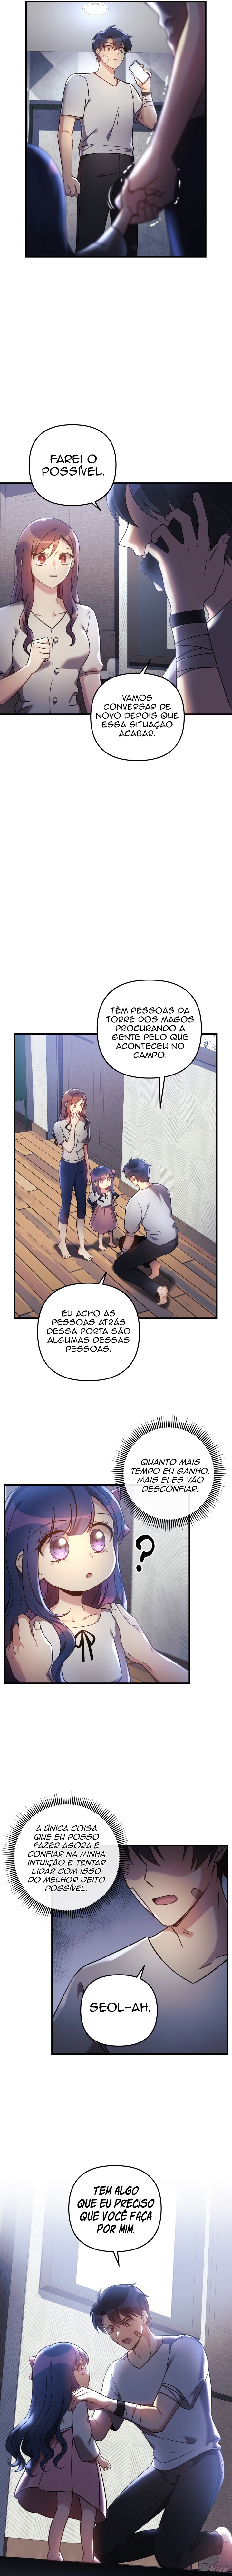 FAREI O
POSSÍVEL.
VAMOS
CONVERSAR DE
NOVO DEPOIS QUE
ESSA SITUAÇÃO
ACABAR.
TÊM PESSOAS DA
TORRE DOS MAGOS
PROCURANDO A
GENTE PELO QUE
ACONTECEU NO
CAMPO.
EU ACHO AS
PESSOAS ATRÁS
DESSA PORTA SÃO
ALGUMAS DESSAS
PESSOAS.
QUANTO MAIS
TEMPO EU GANHO,
MAIS ELES VÃO
DESCONFIAR.
?
A ÚNICA COISA
QUE EU POSSO
FAZER AGORA É
CONFIAR NA MINHA
INTUIÇÃO E TENTAR
LIDAR COM ISSO
DO MELHOR JEITO
POSSÍVEL.
SEOL-AH.
TEM ALGO
QUE EU PRECISO
QUE VOCÊ FAÇA
POR MIM.